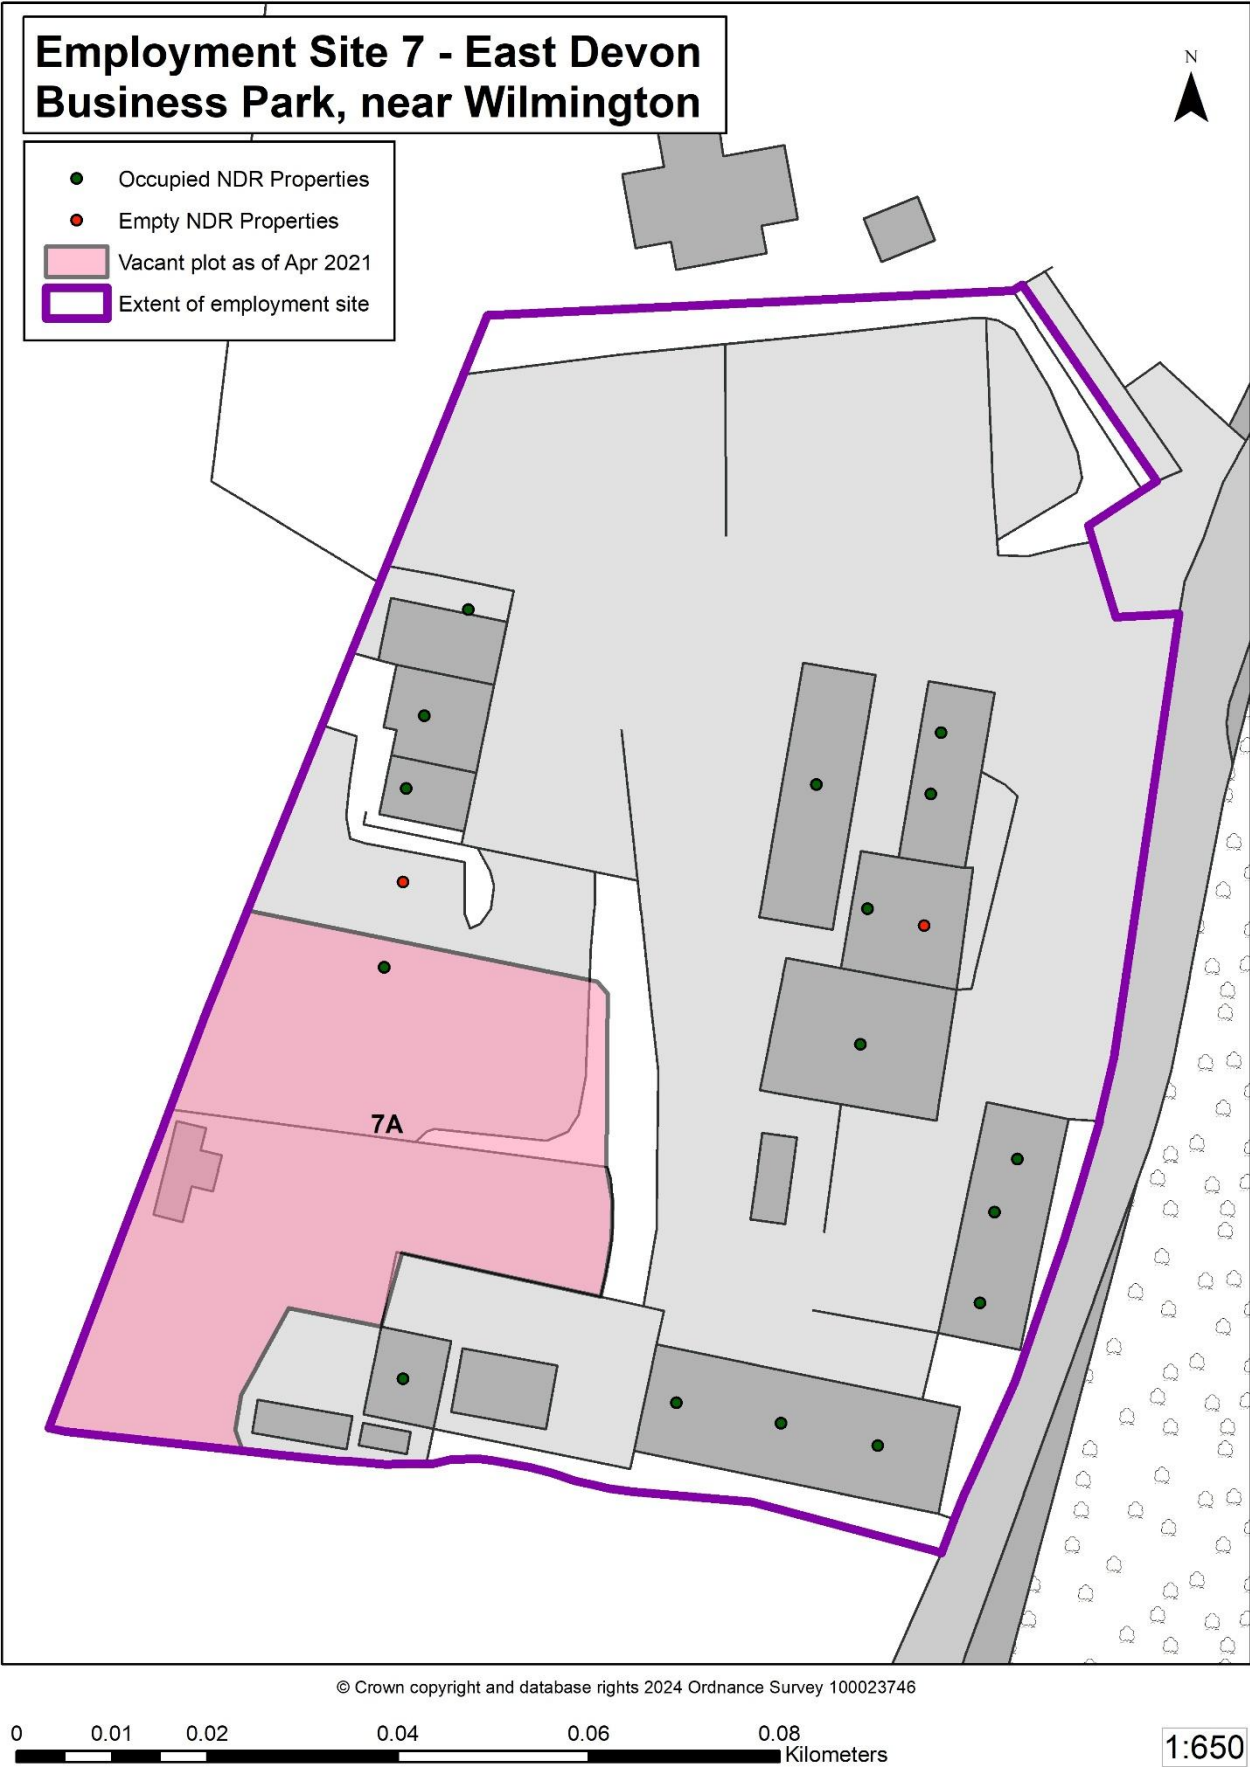 Employment Site 7 - East Devon
Business Park, near Wilmington
N
Occupied NDR Properties
Empty NDR Properties
Vacant plot as of Apr 2021
Extent of employment site
7A
© Crown copyright and database rights 2024 Ordnance Survey 100023746
0 0.01 0.02 0.04 0.06 0.08
Kilometers
1:650